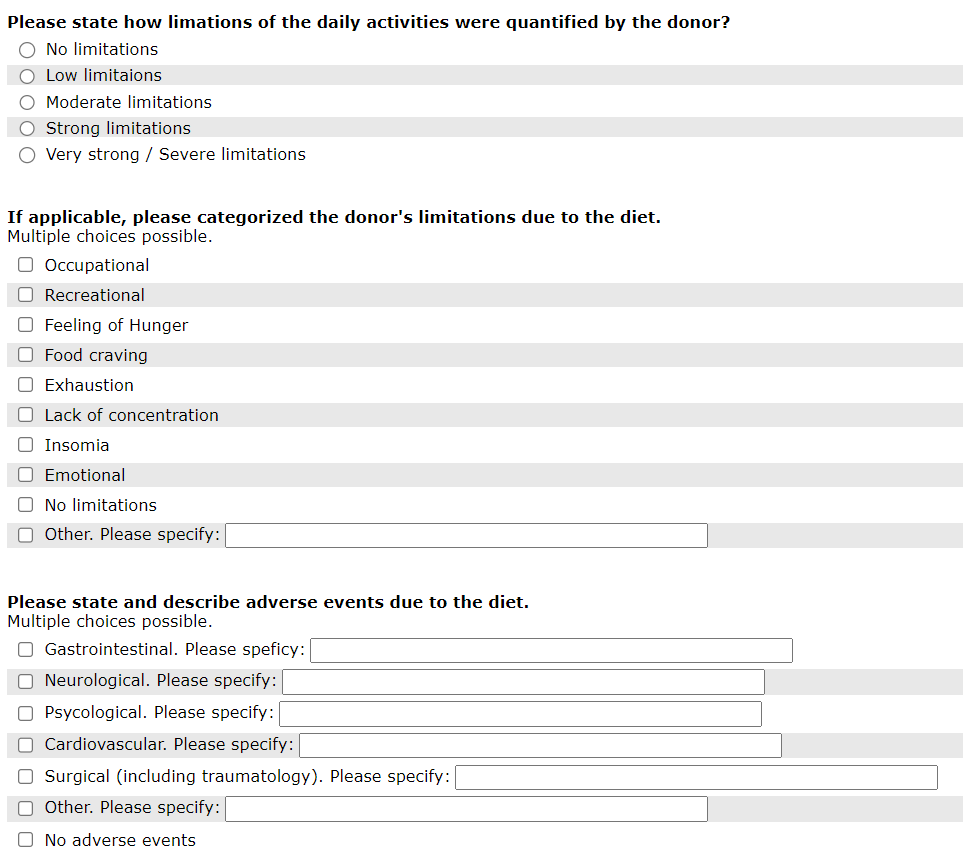 Please state how limations of the daily activities were quantified by the donor?
No limitations
Low limitaions
Moderate limitations
Strong limitations
Very strong / Severe limitations
If applicable, please categorized the donor's limitations due to the diet.
Multiple choices possible.
Occupational
Recreational
Feeling of Hunger
Food craving
Exhaustion
Lack of concentration
Insomia
Emotional
No limitations
Other. Please specify:
Please state and describe adverse events due to the diet.
Multiple choices possible.
Gastrointestinal. Please speficy:
Neurological. Please specify:
Psycological. Please specify:
Cardiovascular. Please specify:
Surgical (including traumatology). Please specify:
Other. Please specify:
No adverse events